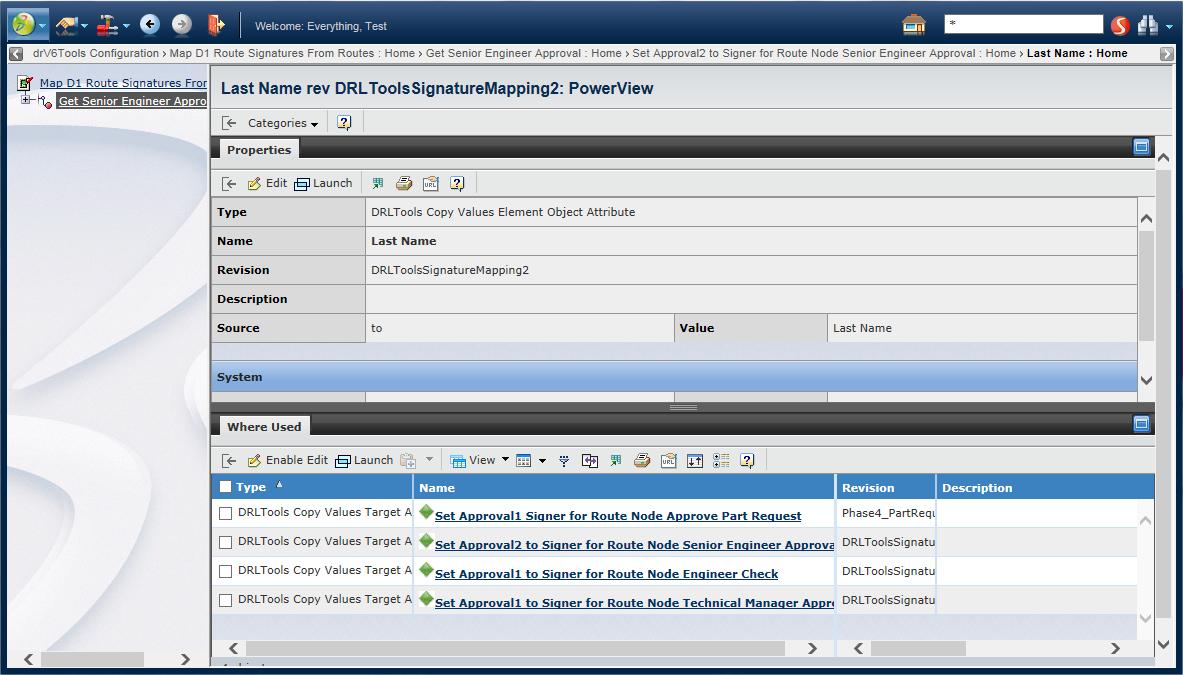 Welcome: Everything, Test
*
drV6Tools Configuration › Map D1 Route Signatures From Routes : Home › Get Senior Engineer Approval : Home › Set Approval2 to Signer for Route Node Senior Engineer Approval : Home › Last Name : Home
Map D1 Route Signatures Fror
Get Senior Engineer Appro
Last Name rev DRLToolsSignatureMapping2: PowerView
Categories
Properties
Edit Launch URL
Type DRLTools Copy Values Element Object Attribute
Name Last Name
Revision DRLToolsSignatureMapping2
Description
Source to Value Last Name
System
Where Used
Enable Edit Launch View URL
Type Name Revision Description
DRLTools Copy Values Target A Set Approval1 Signer for Route Node Approve Part Request Phase4_PartRequ
DRLTools Copy Values Target A Set Approval2 to Signer for Route Node Senior Engineer Approva DRLToolsSignatu
DRLTools Copy Values Target A Set Approval1 to Signer for Route Node Engineer Check DRLToolsSignatu
DRLTools Copy Values Target A Set Approval1 to Signer for Route Node Technical Manager Appr DRLToolsSignatu